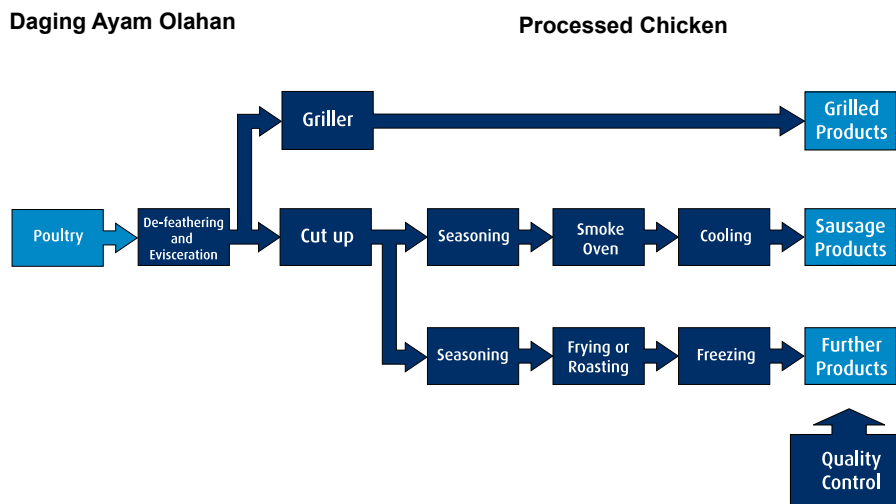 Daging Ayam Olahan
Processed Chicken
Griller
Grilled
Products
Poultry
De-feathering
and
Evisceration
Cut up
Seasoning
Smoke
Oven
Cooling
Sausage
Products
Seasoning
Frying or
Roasting
Freezing
Further
Products
Quality
Control